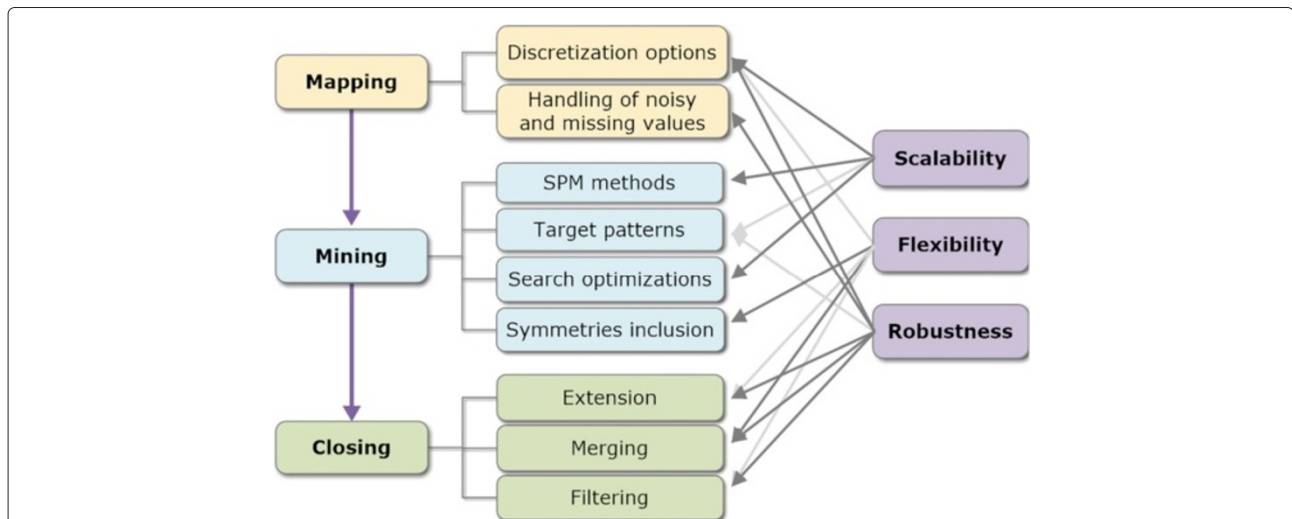 Mapping
Discretization options
Handling of noisy
and missing values
Mining
SPM methods
Target patterns
Search optimizations
Symmetries inclusion
Closing
Extension
Merging
Filtering
Scalability
Flexibility
Robustness